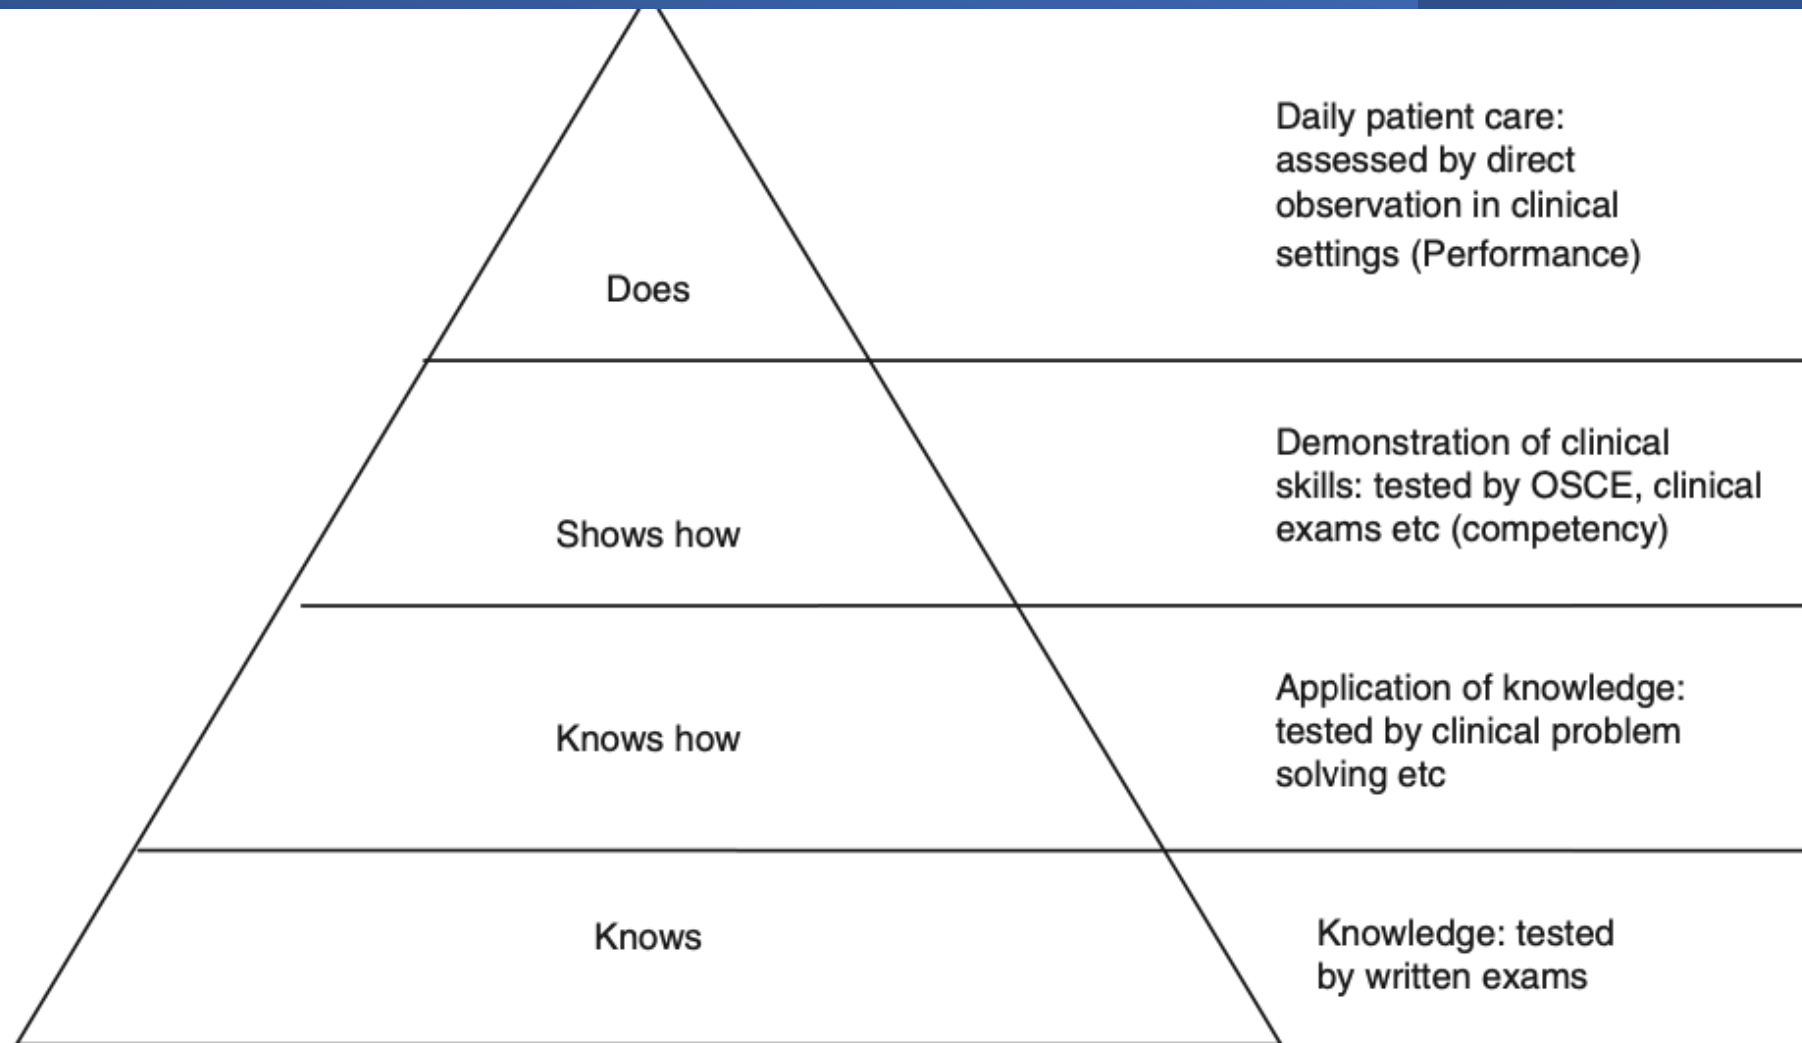 Daily patient care:
assessed by direct
observation in clinical
settings (Performance)
Does
Demonstration of clinical
skills: tested by OSCE, clinical
exams etc (competency)
Shows how
Application of knowledge:
tested by clinical problem
solving etc
Knows how
Knowledge: tested
by written exams
Knows